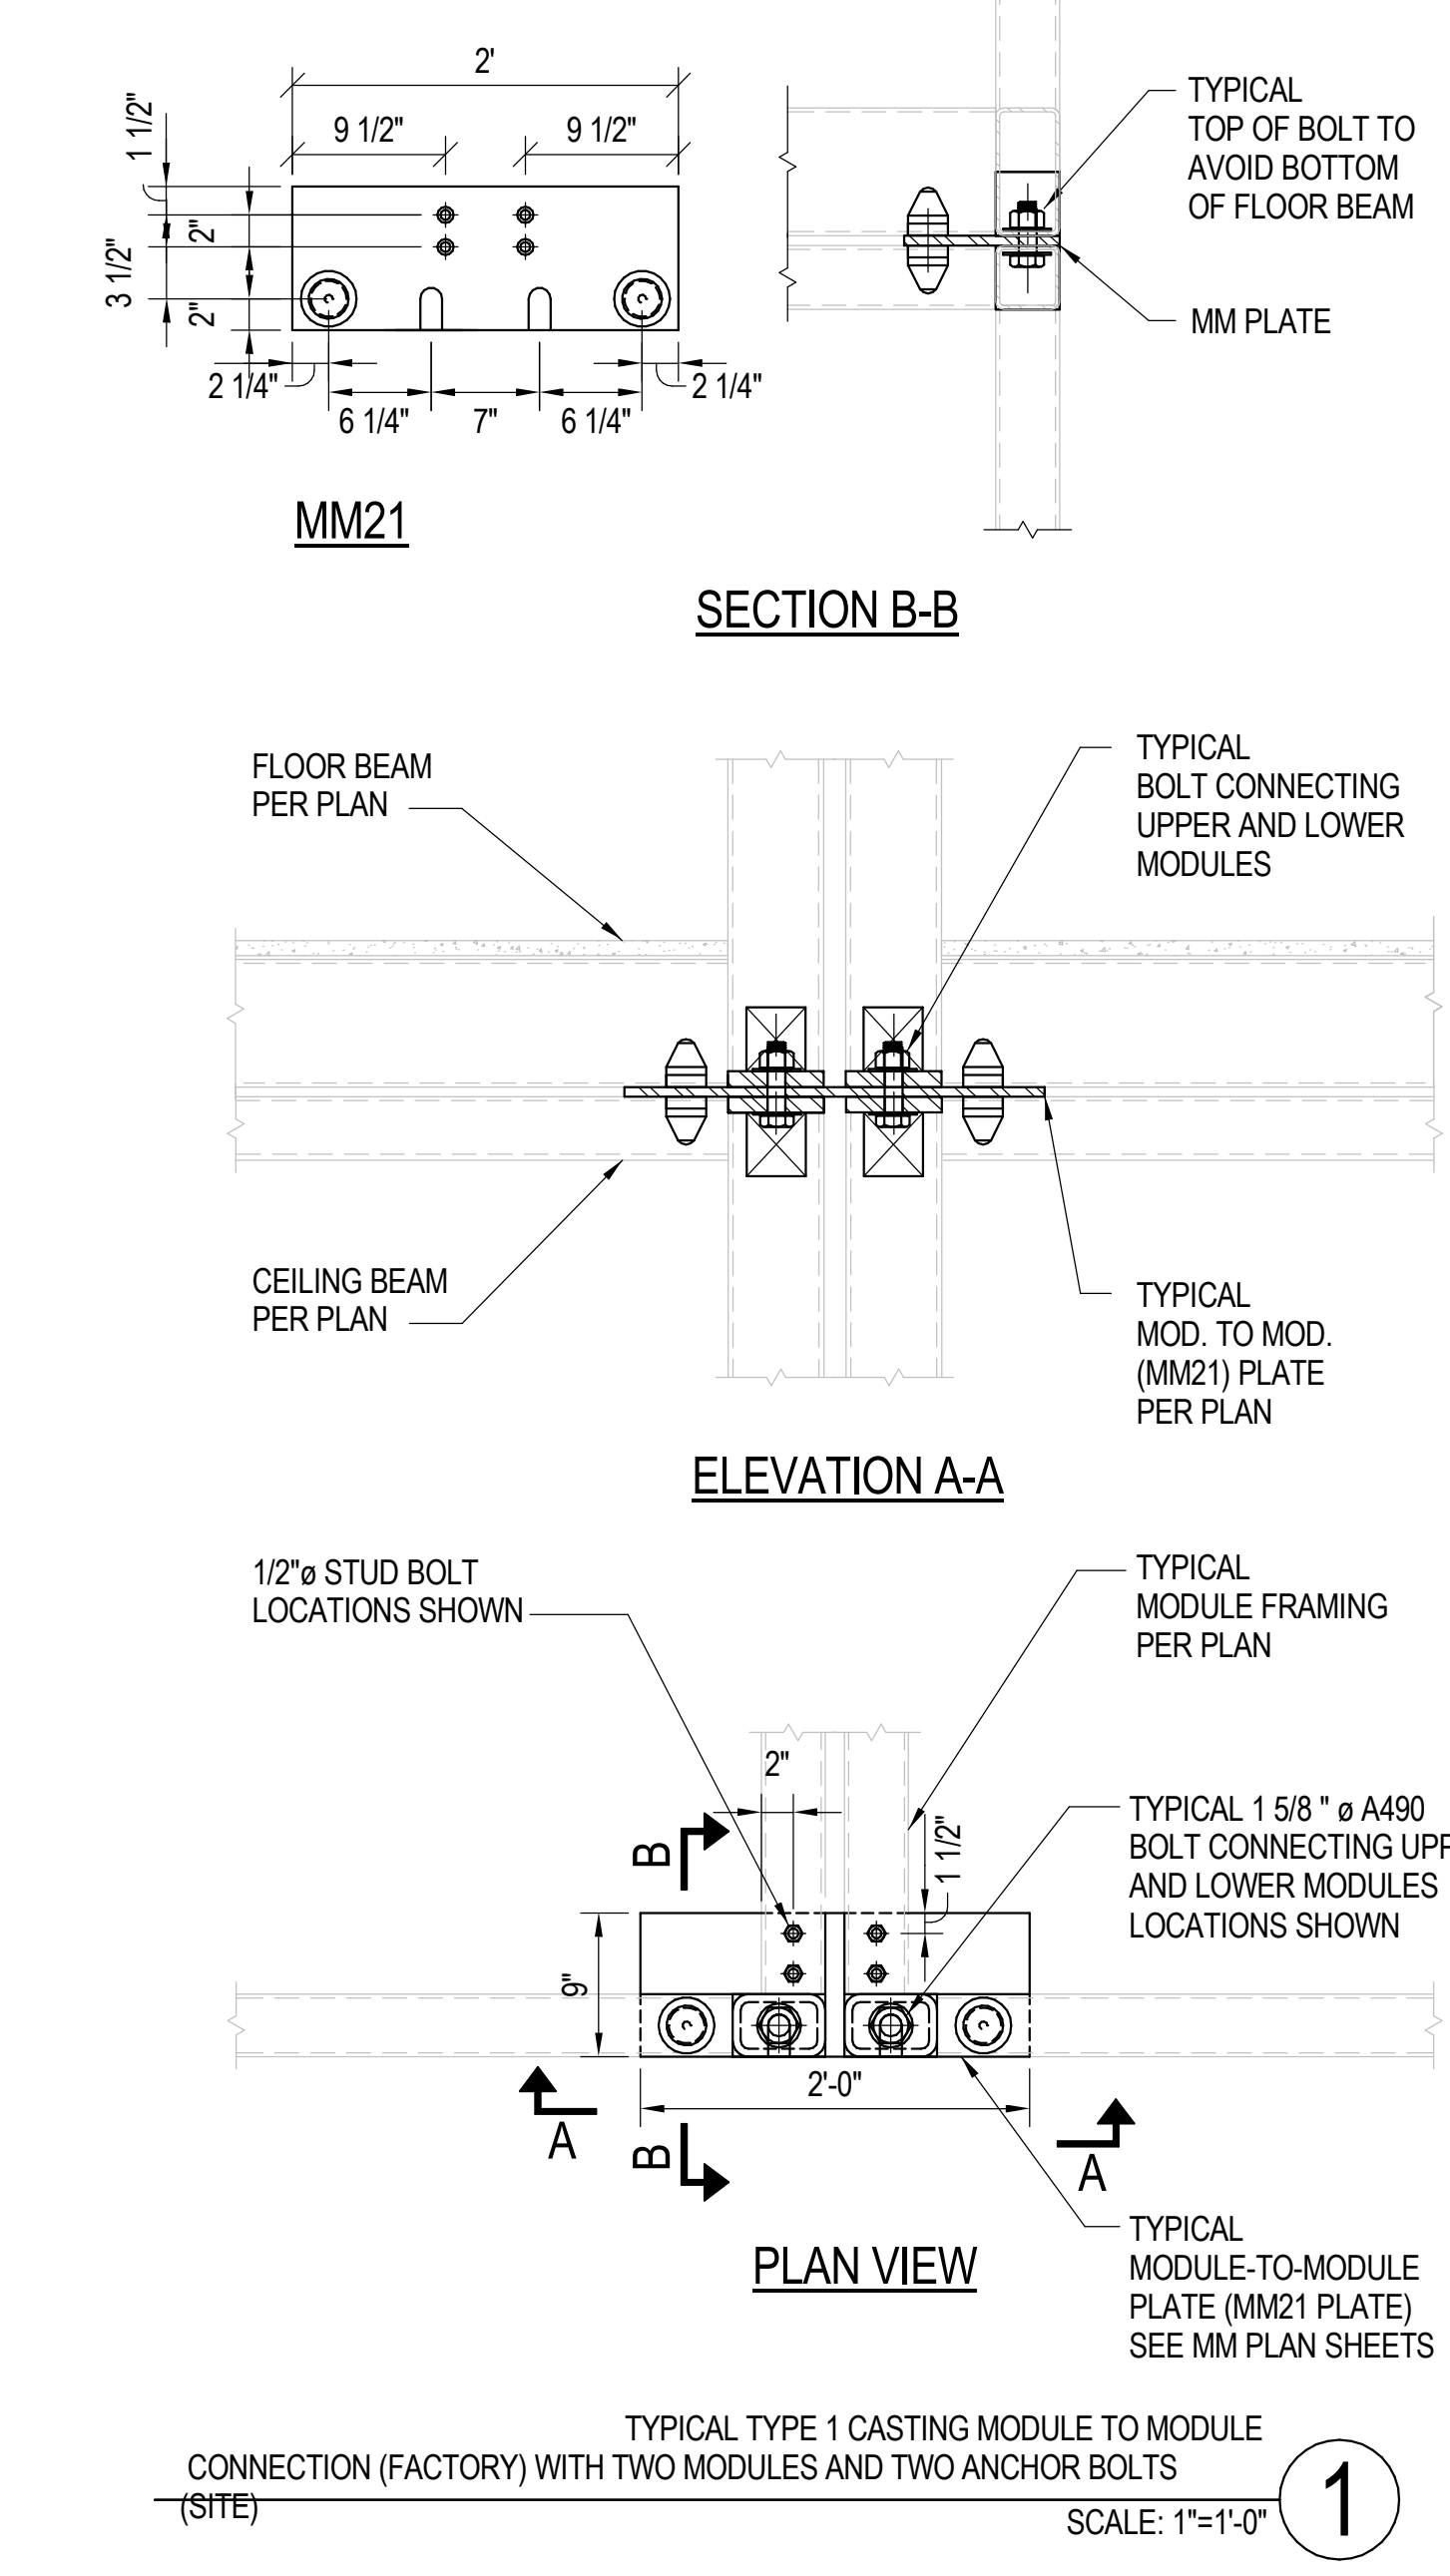 2'
9 1/2"
9 1/2"
1 1/2"
2"
3 1/2"
2"
2 1/4"
2 1/4"
6 1/4"
7"
6 1/4"
MM21
TYPICAL
TOP OF BOLT TO
AVOID BOTTOM
OF FLOOR BEAM
MM PLATE
SECTION B-B
FLOOR BEAM
PER PLAN
TYPICAL
BOLT CONNECTING
UPPER AND LOWER
MODULES
CEILING BEAM
PER PLAN
TYPICAL
MOD. TO MOD.
(MM21) PLATE
PER PLAN
ELEVATION A-A
1/2"ø STUD BOLT
LOCATIONS SHOWN
TYPICAL
MODULE FRAMING
PER PLAN
2"
1 1/2"
B
TYPICAL 1 5/8 " ø A490
BOLT CONNECTING UPP
AND LOWER MODULES
LOCATIONS SHOWN
9"
2'-0"
A
B
A
PLAN VIEW
TYPICAL
MODULE-TO-MODULE
PLATE (MM21 PLATE)
SEE MM PLAN SHEETS
TYPICAL TYPE 1 CASTING MODULE TO MODULE
CONNECTION (FACTORY) WITH TWO MODULES AND TWO ANCHOR BOLTS
(SITE)
SCALE: 1"=1'-0"
1